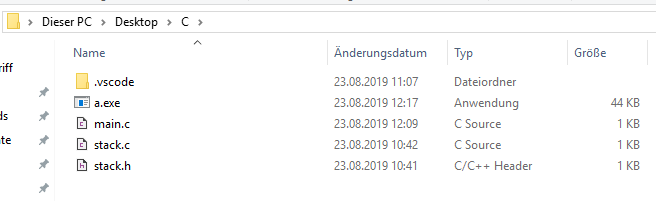 Dieser PC > Desktop > C >
Name Änderungsdatum Typ Größe
riff
.vscode 23.08.2019 11:07 Dateiordner
a.exe 23.08.2019 12:17 Anwendung 44 KB
ds
main.c 23.08.2019 12:09 C Source 1 KB
te
stack.c 23.08.2019 10:42 C Source 1 KB
stack.h 23.08.2019 10:41 C/C++ Header 1 KB